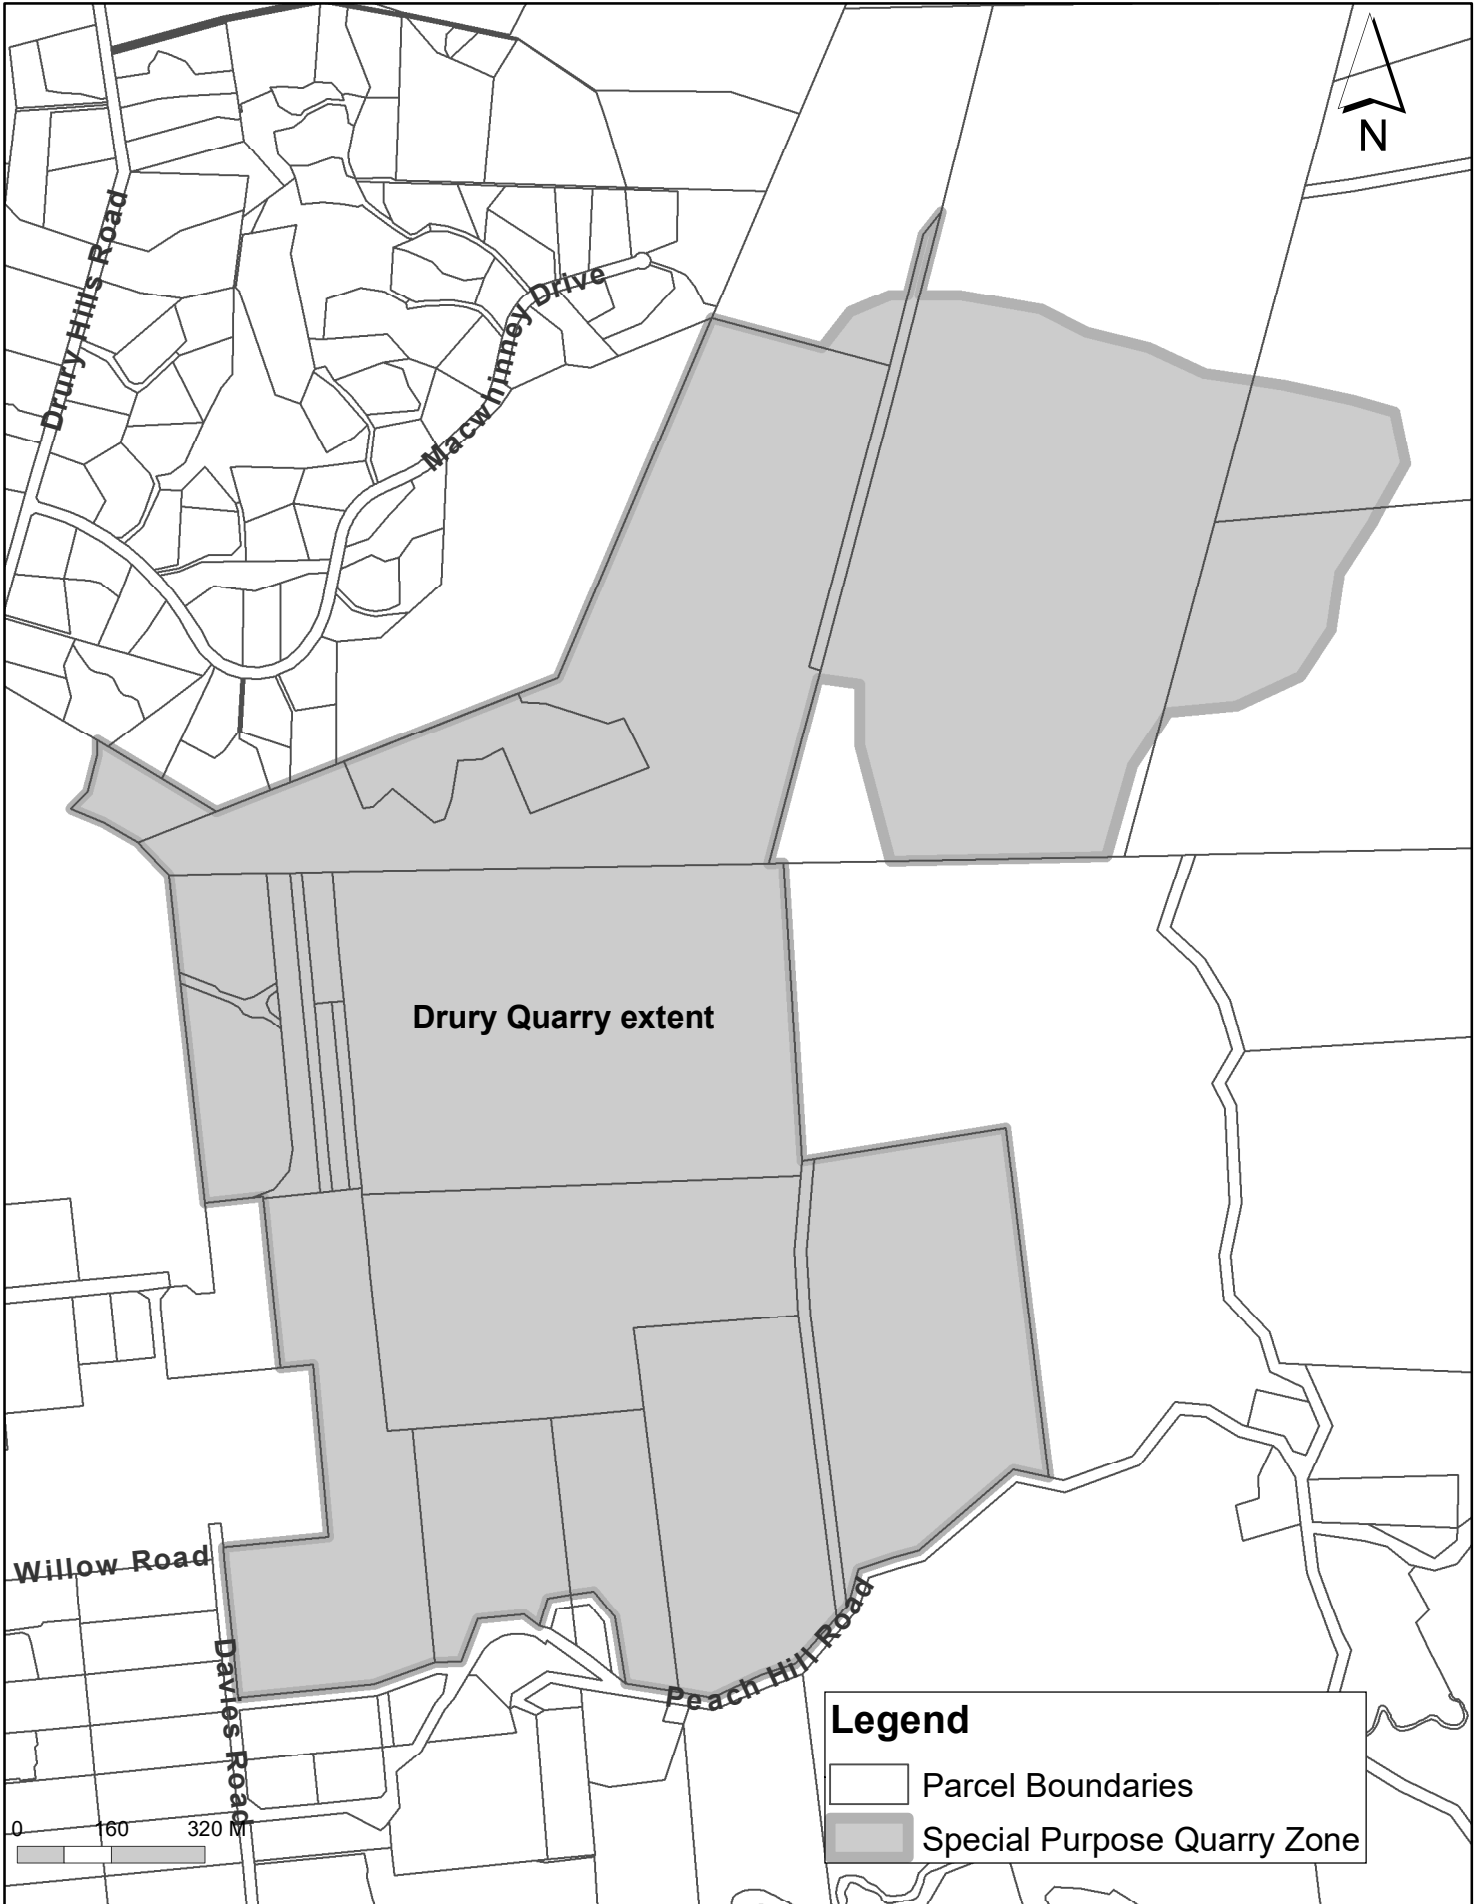 N
Drury Hills Road
Macwhinney Drive
Drury Quarry extent
Willow Road
Davies Road
Peach Hill Road
Legend
Parcel Boundaries
Special Purpose Quarry Zone
0 160 320 M